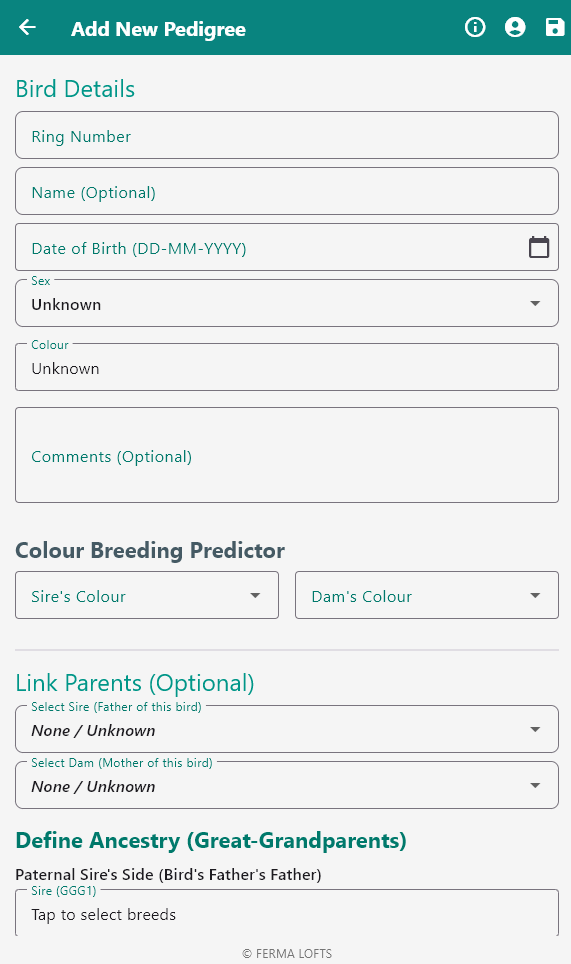 Add New Pedigree
Bird Details
Ring Number
Name (Optional)
Date of Birth (DD-MM-YYYY)
Sex
Unknown
Colour
Unknown
Comments (Optional)
Colour Breeding Predictor
Sire's Colour
Dam's Colour
Link Parents (Optional)
Select Sire (Father of this bird)
None / Unknown
Select Dam (Mother of this bird)
None / Unknown
Define Ancestry (Great-Grandparents)
Paternal Sire's Side (Bird's Father's Father)
Sire (GGG1)
Tap to select breeds
© FERMA LOFTS